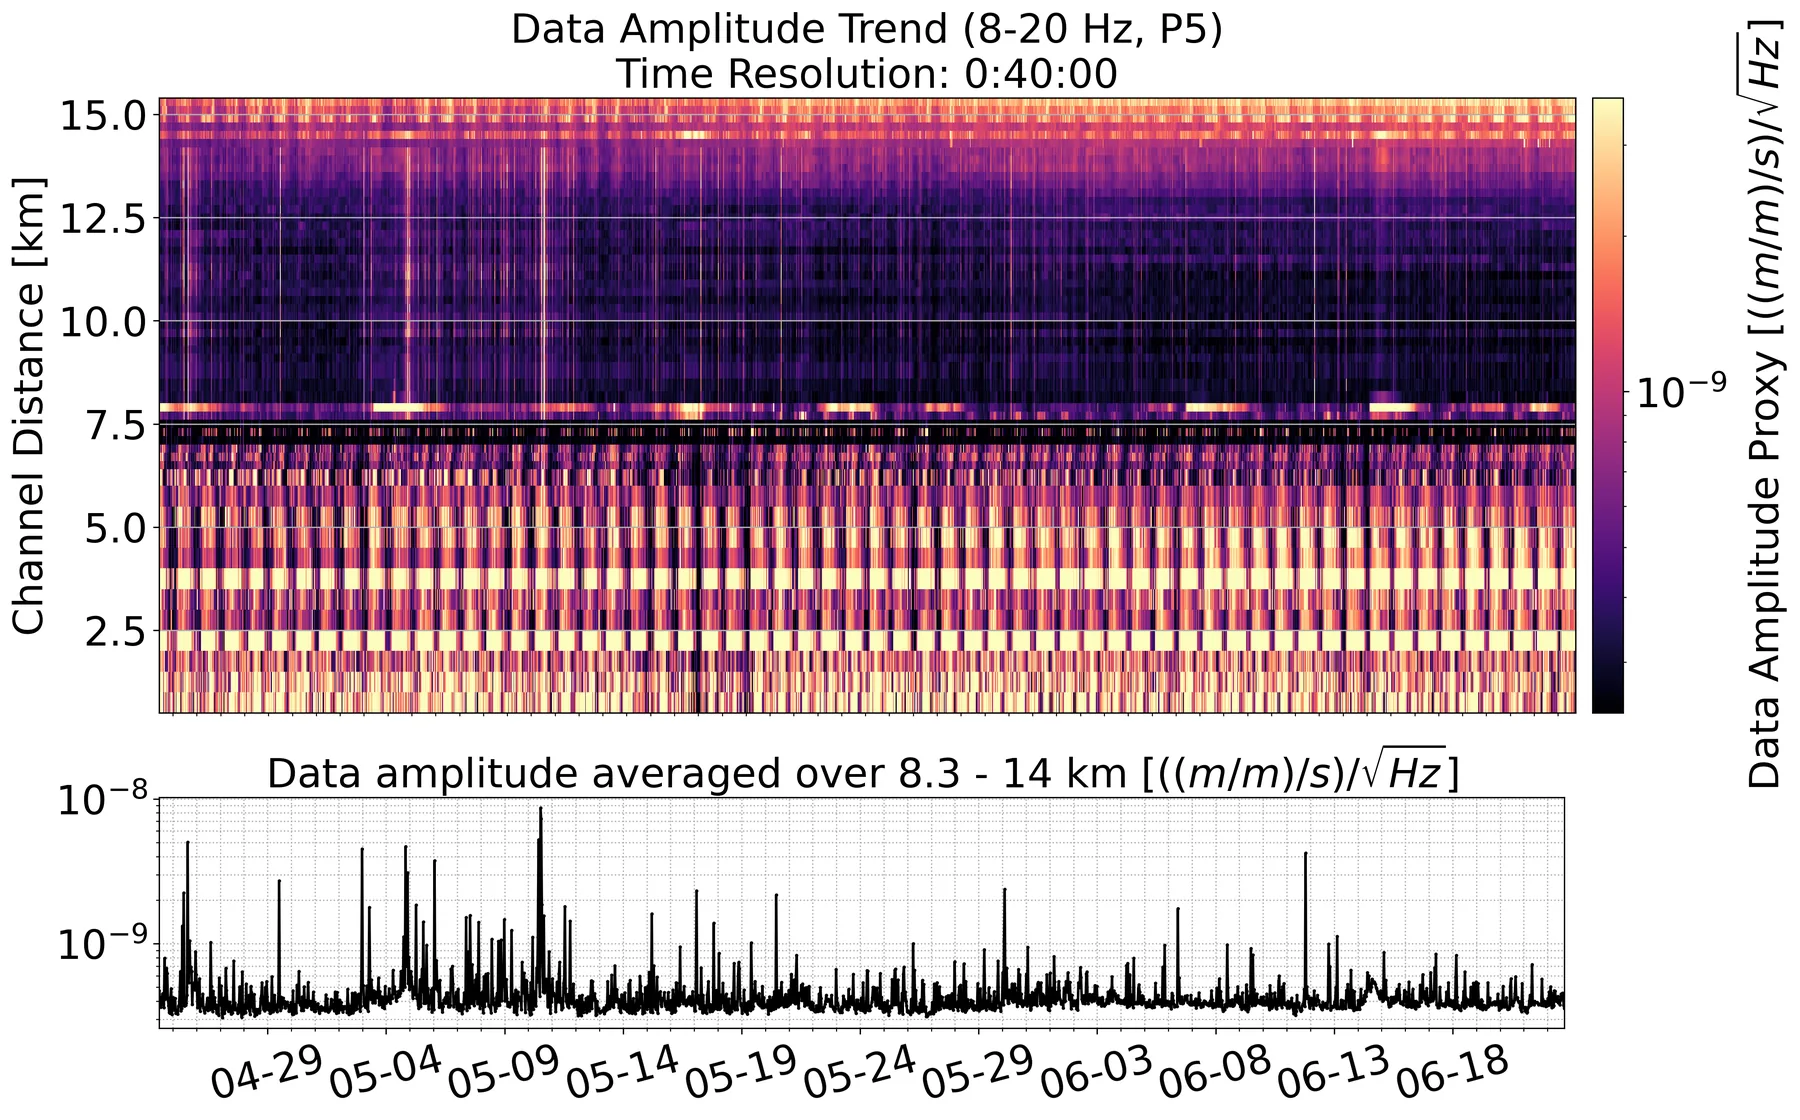 Data Amplitude Trend (8-20 Hz, P5)
Time Resolution: 0:40:00
Channel Distance [km]
15.0
12.5
10.0
7.5
5.0
2.5
10⁻⁹
Data Amplitude Proxy [((m/m)/s)/√Hz]
Data amplitude averaged over 8.3 - 14 km [((m/m)/s)/√Hz]
10⁻⁸
10⁻⁹
04-29 05-04 05-09 05-14 05-19 05-24 05-29 06-03 06-08 06-13 06-18